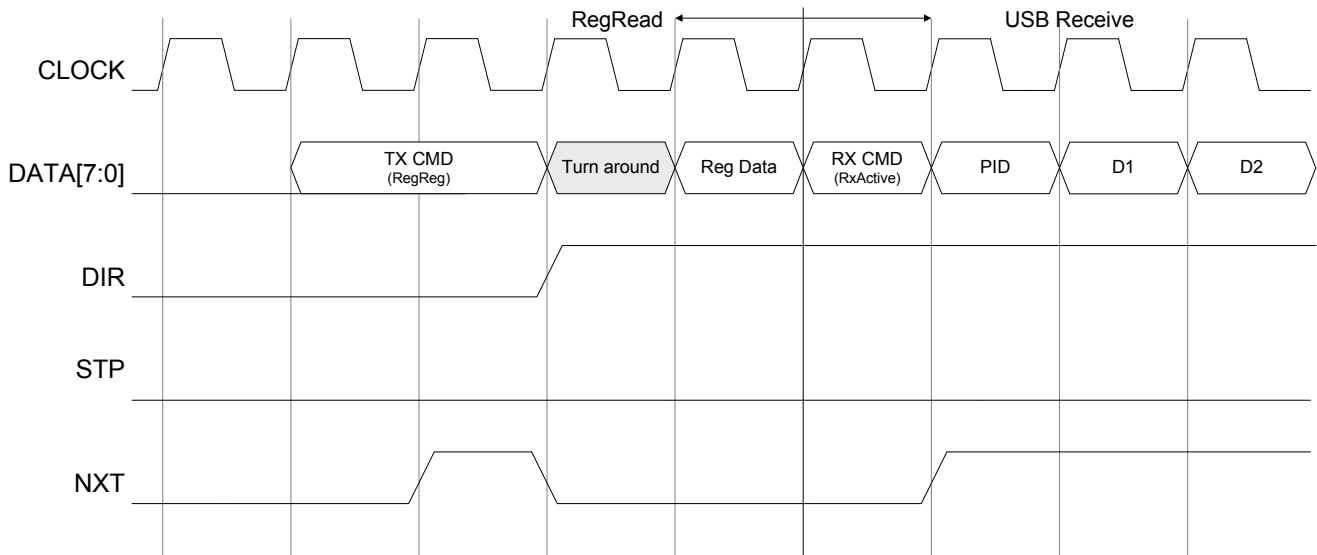 RegRead
USB Receive
CLOCK
DATA[7:0]
TX CMD
(RegReg)
Turn around
Reg Data
RX CMD
(RxActive)
PID
D1
D2
DIR
STP
NXT